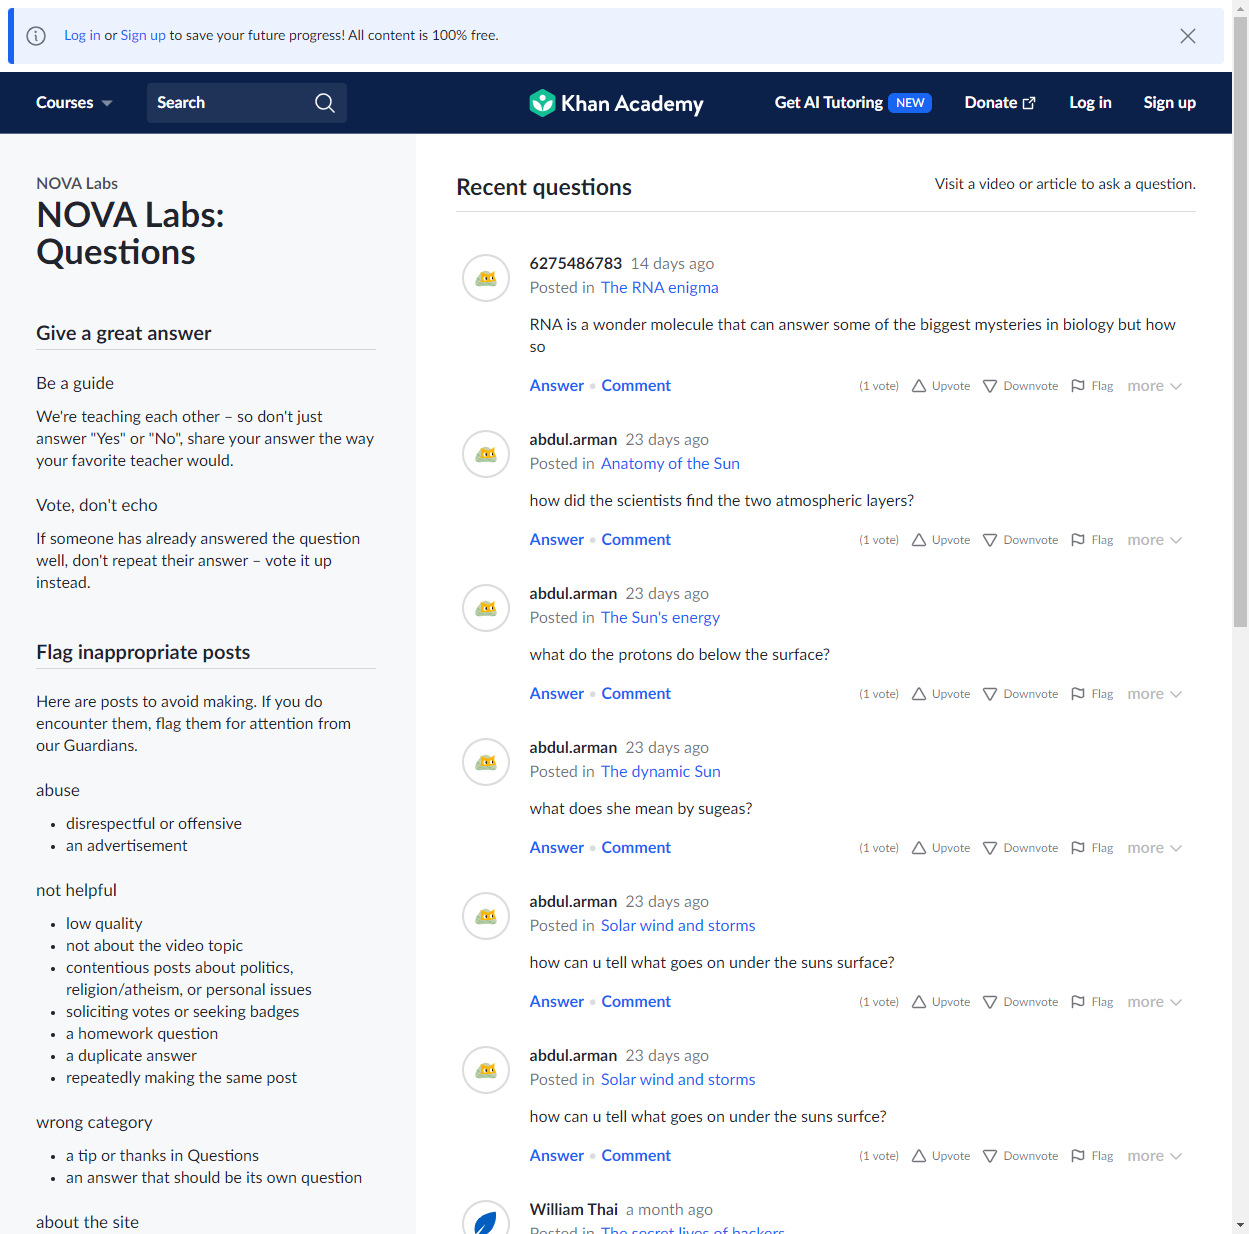 Log in or Sign up to save your future progress! All content is 100% free.
Courses
Search
Khan Academy
Get AI Tutoring NEW
Donate
Log in
Sign up
NOVA Labs
NOVA Labs:
Questions
Give a great answer
Be a guide
We're teaching each other – so don't just
answer "Yes" or "No", share your answer the way
your favorite teacher would.
Vote, don't echo
If someone has already answered the question
well, don't repeat their answer – vote it up
instead.
Flag inappropriate posts
Here are posts to avoid making. If you do
encounter them, flag them for attention from
our Guardians.
abuse
• disrespectful or offensive
• an advertisement
not helpful
• low quality
• not about the video topic
• contentious posts about politics,
religion/atheism, or personal issues
• soliciting votes or seeking badges
• a homework question
• a duplicate answer
• repeatedly making the same post
wrong category
• a tip or thanks in Questions
• an answer that should be its own question
about the site
Recent questions
Visit a video or article to ask a question.
6275486783 14 days ago
Posted in The RNA enigma
RNA is a wonder molecule that can answer some of the biggest mysteries in biology but how
so
Answer • Comment (1 vote) Upvote Downvote Flag more
abdul.arman 23 days ago
Posted in Anatomy of the Sun
how did the scientists find the two atmospheric layers?
Answer • Comment (1 vote) Upvote Downvote Flag more
abdul.arman 23 days ago
Posted in The Sun's energy
what do the protons do below the surface?
Answer • Comment (1 vote) Upvote Downvote Flag more
abdul.arman 23 days ago
Posted in The dynamic Sun
what does she mean by sugeas?
Answer • Comment (1 vote) Upvote Downvote Flag more
abdul.arman 23 days ago
Posted in Solar wind and storms
how can u tell what goes on under the suns surface?
Answer • Comment (1 vote) Upvote Downvote Flag more
abdul.arman 23 days ago
Posted in Solar wind and storms
how can u tell what goes on under the suns surfce?
Answer • Comment (1 vote) Upvote Downvote Flag more
William Thai a month ago
Posted in The secret lives of hackers